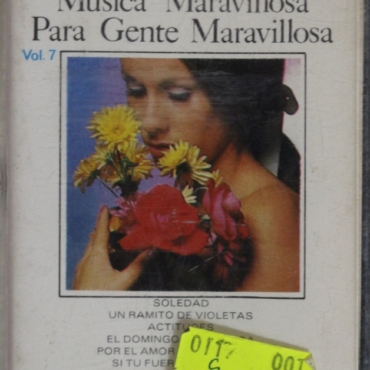 Musica Maravillosa
Para Gente Maravillosa
Vol. 7
SOLEDAD
UN RAMITO DE VIOLETAS
ACTITUDES
EL DOMINGO
POR EL AMOR
SI TU